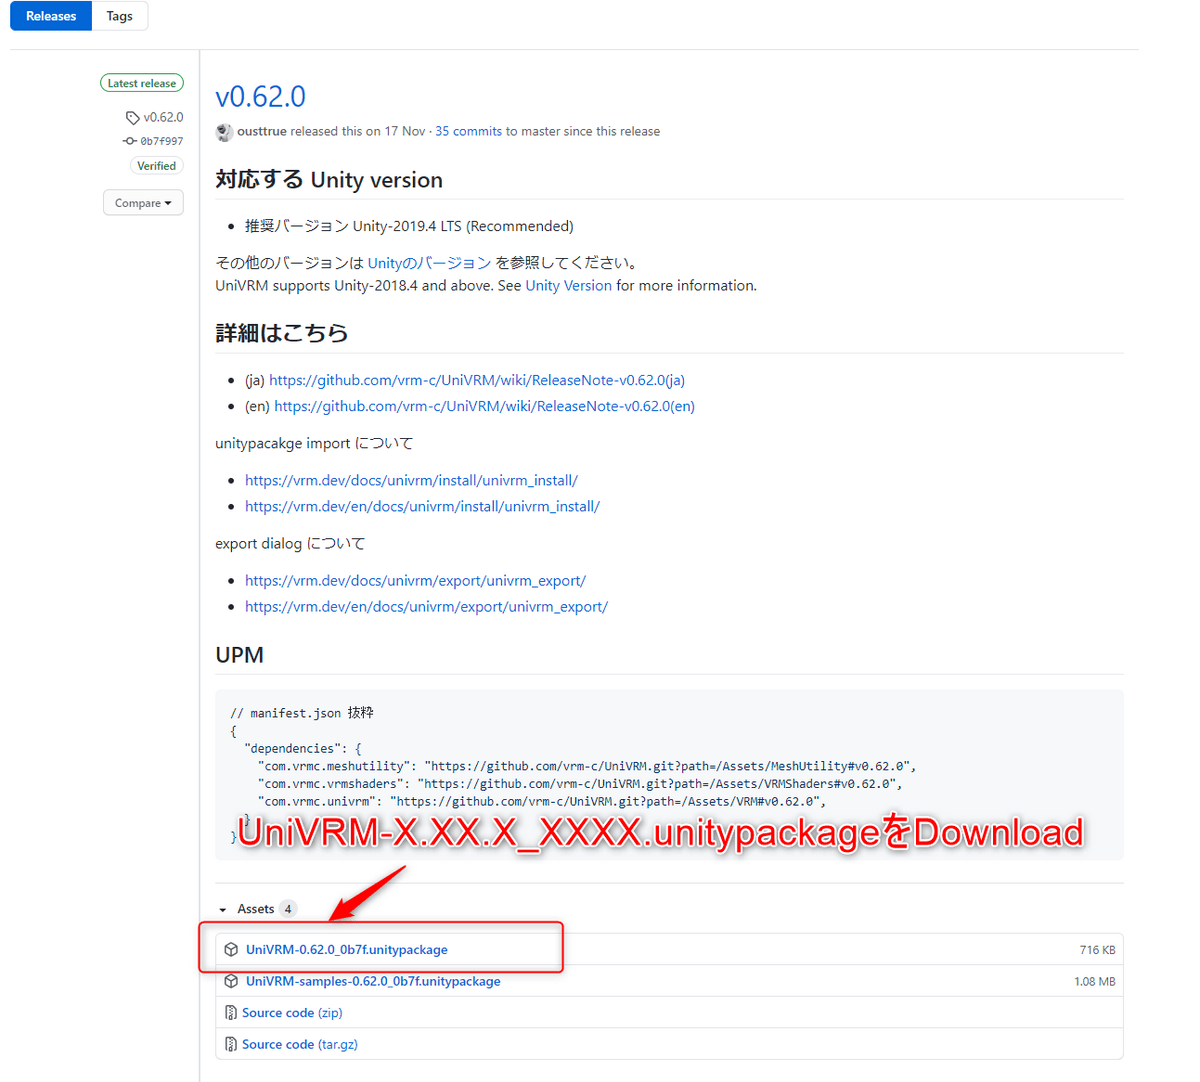 Releases Tags
Latest release
v0.62.0
0b7f997
Verified
Compare
v0.62.0
ousttrue released this on 17 Nov · 35 commits to master since this release
対応する Unity version
推奨バージョン Unity-2019.4 LTS (Recommended)
その他のバージョンは Unityのバージョン を参照してください。
UniVRM supports Unity-2018.4 and above. See Unity Version for more information.
詳細はこちら
(ja) https://github.com/vrm-c/UniVRM/wiki/ReleaseNote-v0.62.0(ja)
(en) https://github.com/vrm-c/UniVRM/wiki/ReleaseNote-v0.62.0(en)
unitypacakge import について
https://vrm.dev/docs/univrm/install/univrm_install/
https://vrm.dev/en/docs/univrm/install/univrm_install/
export dialog について
https://vrm.dev/docs/univrm/export/univrm_export/
https://vrm.dev/en/docs/univrm/export/univrm_export/
UPM
// manifest.json 抜粋
{
"dependencies": {
"com.vrmc.meshutility": "https://github.com/vrm-c/UniVRM.git?path=/Assets/MeshUtility#v0.62.0",
"com.vrmc.vrmshaders": "https://github.com/vrm-c/UniVRM.git?path=/Assets/VRMShaders#v0.62.0",
"com.vrmc.univrm": "https://github.com/vrm-c/UniVRM.git?path=/Assets/VRM#v0.62.0",
}
}
UniVRM-X.XX.X_XXXX.unitypackageをDownload
Assets 4
UniVRM-0.62.0_0b7f.unitypackage 716 KB
UniVRM-samples-0.62.0_0b7f.unitypackage 1.08 MB
Source code (zip)
Source code (tar.gz)